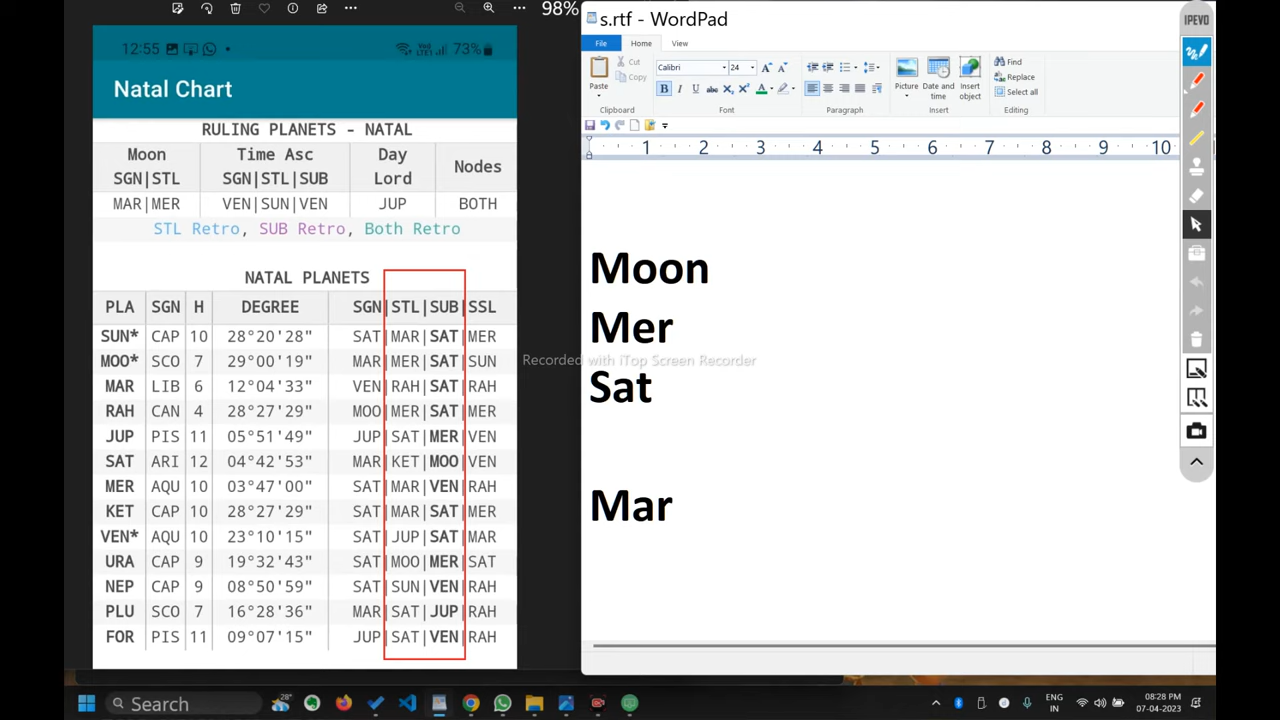 98%
12:55 73%
Natal Chart
RULING PLANETS - NATAL
Moon Time Asc Day Nodes
SGN|STL SGN|STL|SUB Lord
MAR|MER VEN|SUN|VEN JUP BOTH
STL Retro, SUB Retro, Both Retro
NATAL PLANETS
PLA SGN H DEGREE SGN|STL|SUB|SSL
SUN* CAP 10 28°20'28" SAT|MAR|SAT|MER
MOO* SCO 7 29°00'19" MAR|MER|SAT|SUN
MAR LIB 6 12°04'33" VEN|RAH|SAT|RAH
RAH CAN 4 28°27'29" MOO|MER|SAT|MER
JUP PIS 11 05°51'49" JUP|SAT|MER|VEN
SAT ARI 12 04°42'53" MAR|KET|MOO|VEN
MER AQU 10 03°47'00" SAT|MAR|VEN|RAH
KET CAP 10 28°27'29" SAT|MAR|SAT|MER
VEN* AQU 10 23°10'15" SAT|JUP|SAT|MAR
URA CAP 9 19°32'43" SAT|MOO|MER|SAT
NEP CAP 9 08°50'59" SAT|SUN|VEN|RAH
PLU SCO 7 16°28'36" MAR|SAT|JUP|RAH
FOR PIS 11 09°07'15" JUP|SAT|VEN|RAH
s.rtf - WordPad
File Home View
Paste Cut Copy Calibri 24 Picture Date and time Insert object Find Replace Select all
Clipboard Font Paragraph Insert Editing
1 2 3 4 5 6 7 8 9 10
Moon
Mer
Recorded with iTop Screen Recorder
Sat
Mar
IPEVO
28°
Search
ENG
IN
08:28 PM
07-04-2023